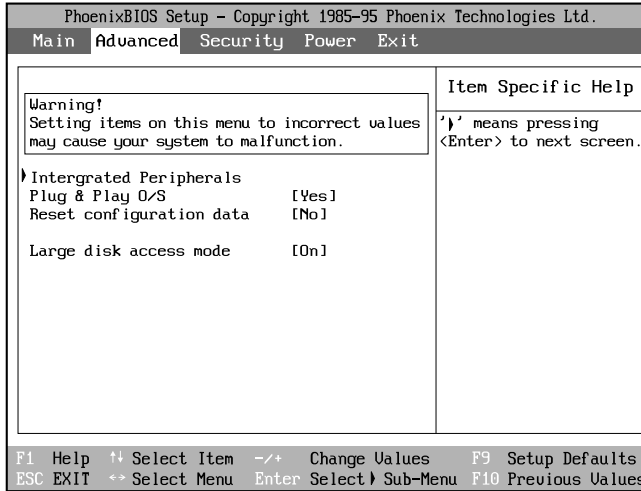 PhoenixBIOS Setup – Copyright 1985-95 Phoenix Technologies Ltd.
Main Advanced Security Power Exit
Item Specific Help
Warning!
Setting items on this menu to incorrect values
may cause your system to malfunction.
'▶' means pressing
<Enter> to next screen.
▶Intergrated Peripherals
Plug & Play O/S [Yes]
Reset configuration data [No]
Large disk access mode [On]
F1 Help ↑↓ Select Item -/+ Change Values F9 Setup Defaults
ESC EXIT ↔ Select Menu Enter Select▶ Sub-Menu F10 Previous Values